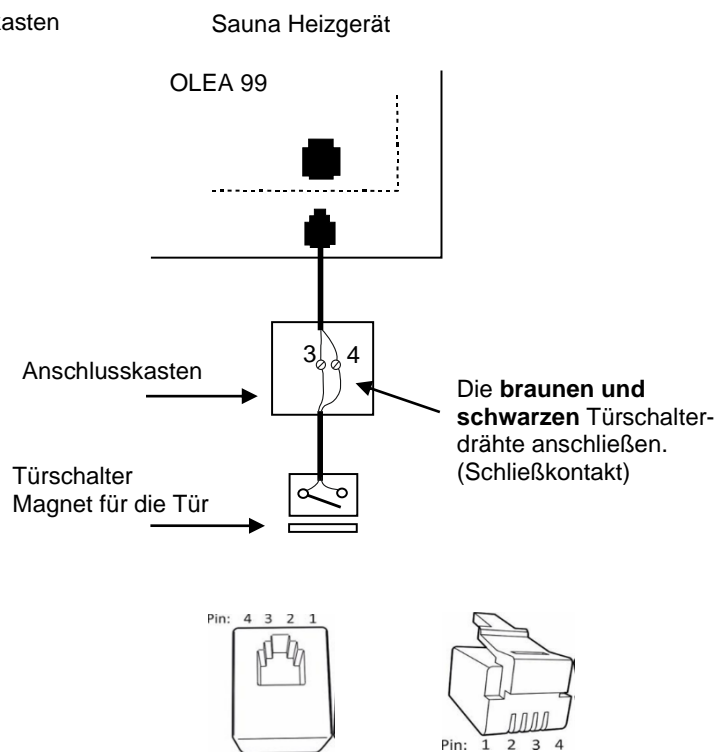 Sauna Heizgerät
OLEA 99
3 4
Anschlusskasten
Die braunen und
schwarzen Türschalter-
drähte anschließen.
(Schließkontakt)
Türschalter
Magnet für die Tür
Pin: 4 3 2 1
Pin: 1 2 3 4